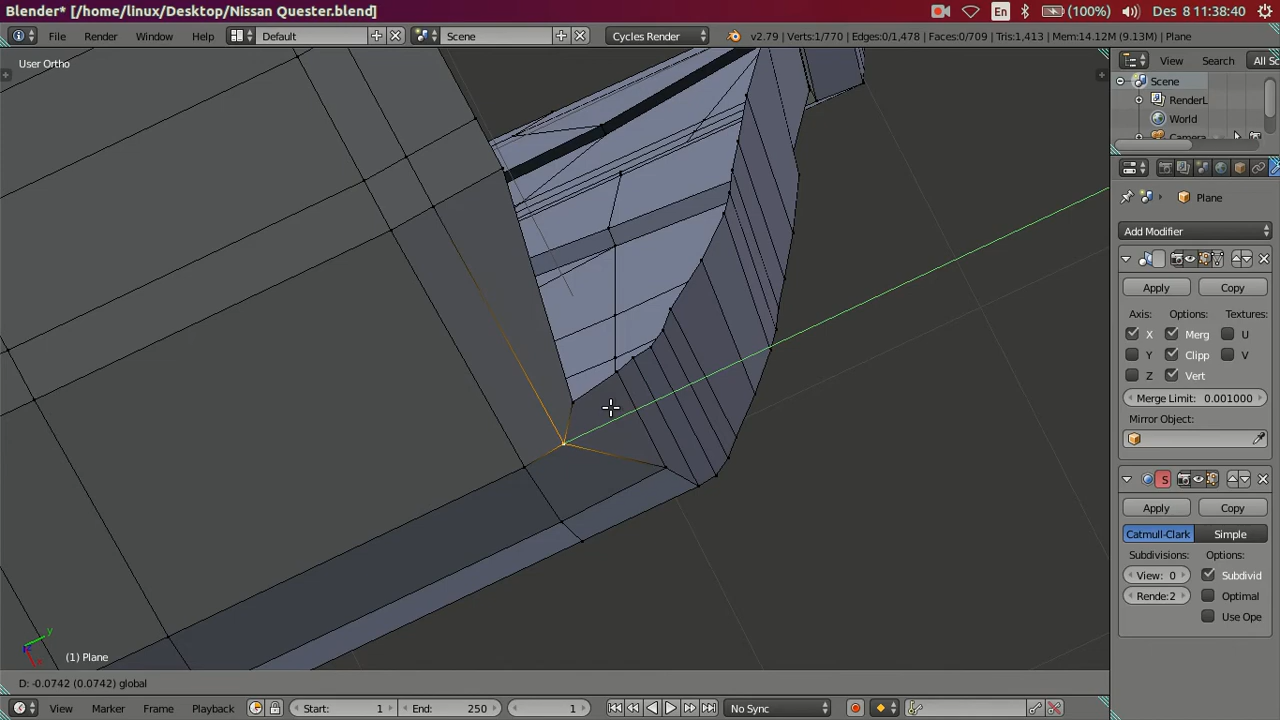 Blender* [/home/linux/Desktop/Nissan Quester.blend]
En
(100%)
Des 8 11:38:40
File
Render
Window
Help
Default
Scene
Cycles Render
v2.79 | Verts:1/770 | Edges:0/1,478 | Faces:0/709 | Tris:1,413 | Mem:14.12M (9.13M) | Plane
User Ortho
View
Search
All Sc
Scene
RenderL
World
Camera
Plane
Add Modifier
Apply
Copy
Axis:
Options:
Textures:
X
Merg
U
Y
Clipp
V
Z
Vert
Merge Limit: 0.001000
Mirror Object:
S
Apply
Copy
Catmull-Clark
Simple
Subdivisions:
Options:
View: 0
Subdivid
Rende:2
Optimal
Use Ope
y
x
(1) Plane
D: -0.0742 (0.0742) global
View
Marker
Frame
Playback
Start:
1
End:
250
1
No Sync